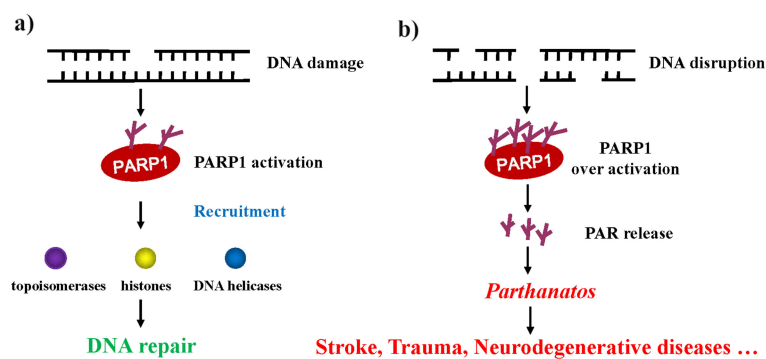 a)
DNA damage
PARP1
PARP1 activation
Recruitment
topoisomerases histones DNA helicases
DNA repair
b)
DNA disruption
PARP1
PARP1
over activation
PAR release
Parthanatos
Stroke, Trauma, Neurodegenerative diseases ...